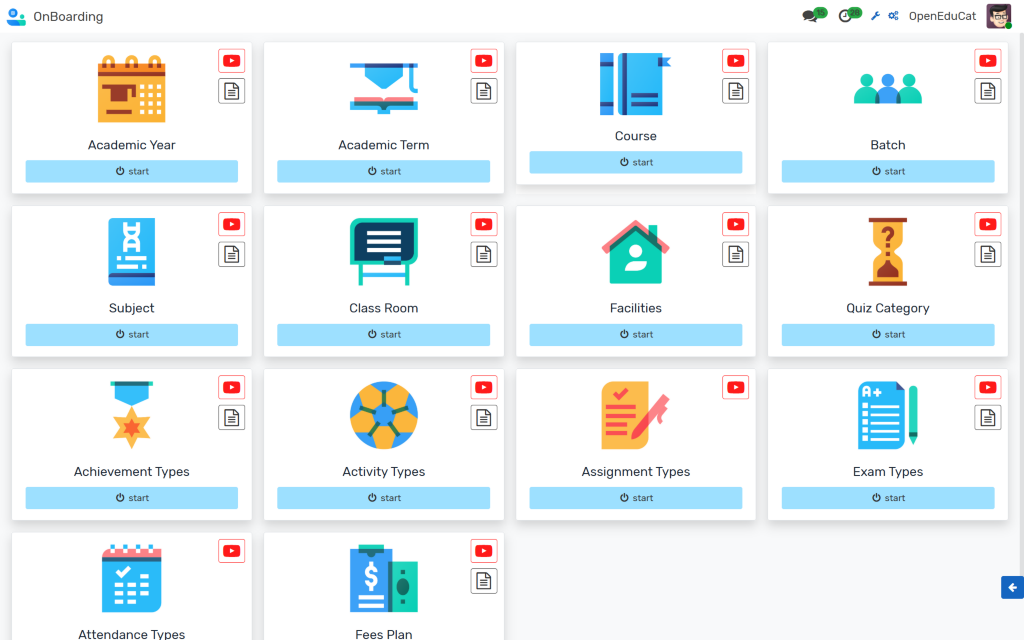 OnBoarding
15
28
OpenEduCat
Academic Year
start
Academic Term
start
Course
start
Batch
start
Subject
start
Class Room
start
Facilities
start
?
Quiz Category
start
Achievement Types
start
Activity Types
start
Assignment Types
start
A+
Exam Types
start
Attendance Types
$
Fees Plan